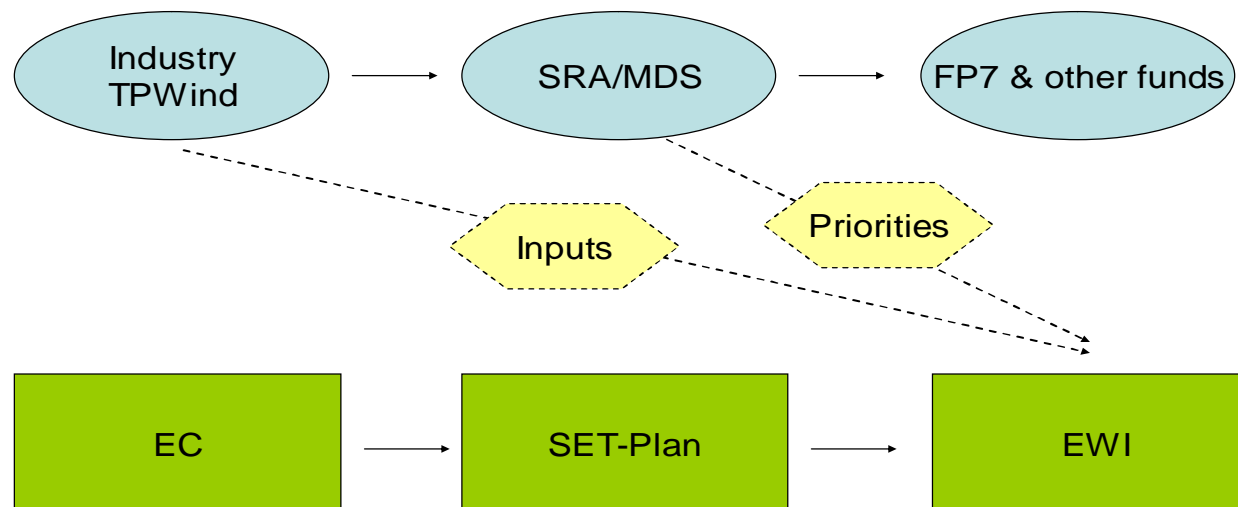 Industry
TPWind
SRA/MDS
FP7 & other funds
Inputs
Priorities
EC
SET-Plan
EWI